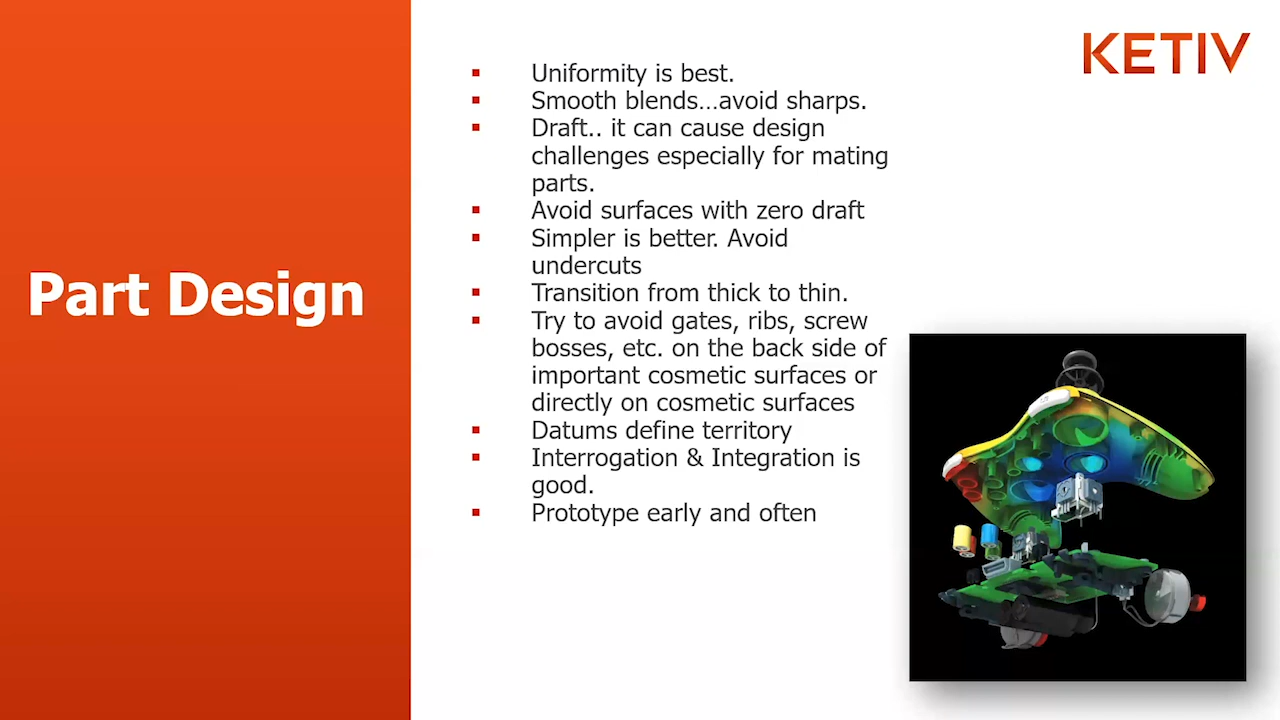 KETIV
Part Design
▪ Uniformity is best.
▪ Smooth blends…avoid sharps.
▪ Draft.. it can cause design
challenges especially for mating
parts.
▪ Avoid surfaces with zero draft
▪ Simpler is better. Avoid
undercuts
▪ Transition from thick to thin.
▪ Try to avoid gates, ribs, screw
bosses, etc. on the back side of
important cosmetic surfaces or
directly on cosmetic surfaces
▪ Datums define territory
▪ Interrogation & Integration is
good.
▪ Prototype early and often